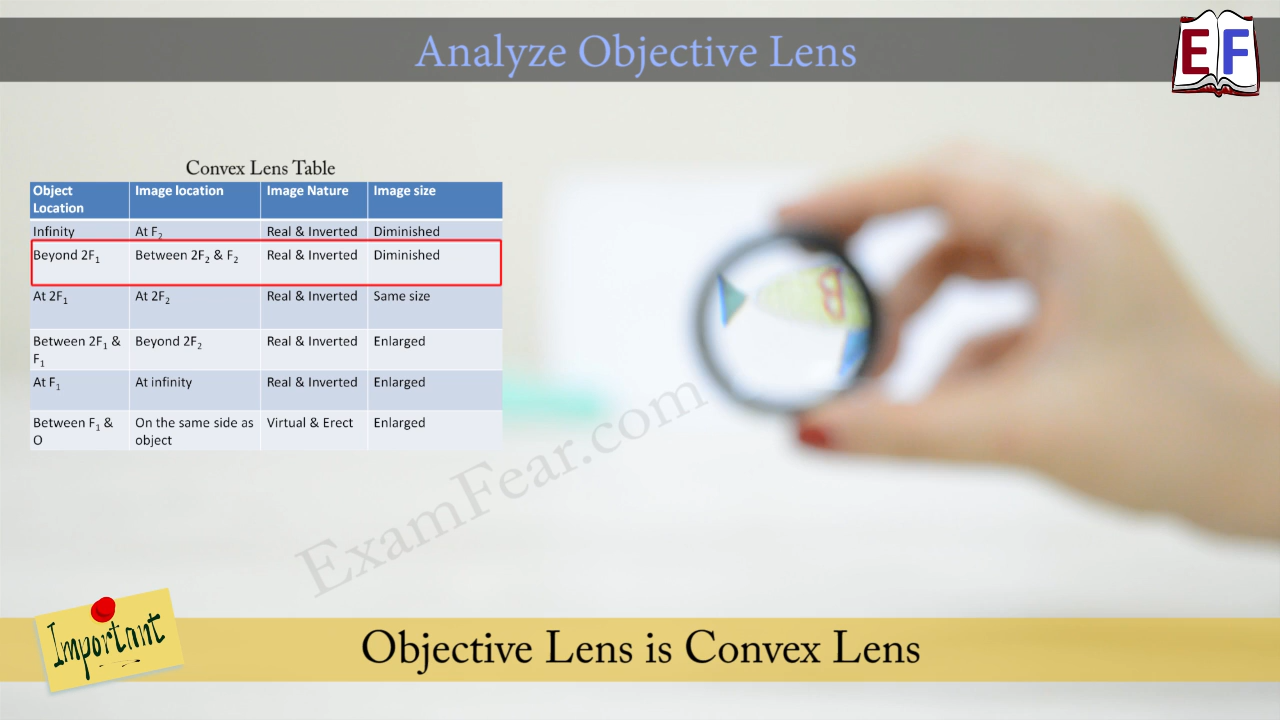 Analyze Objective Lens
EF
Convex Lens Table
Object Location | Image location | Image Nature | Image size
Infinity | At F₂ | Real & Inverted | Diminished
Beyond 2F₁ | Between 2F₂ & F₂ | Real & Inverted | Diminished
At 2F₁ | At 2F₂ | Real & Inverted | Same size
Between 2F₁ & F₁ | Beyond 2F₂ | Real & Inverted | Enlarged
At F₁ | At infinity | Real & Inverted | Enlarged
Between F₁ & O | On the same side as object | Virtual & Erect | Enlarged
B
ExamFear.com
Important
Objective Lens is Convex Lens